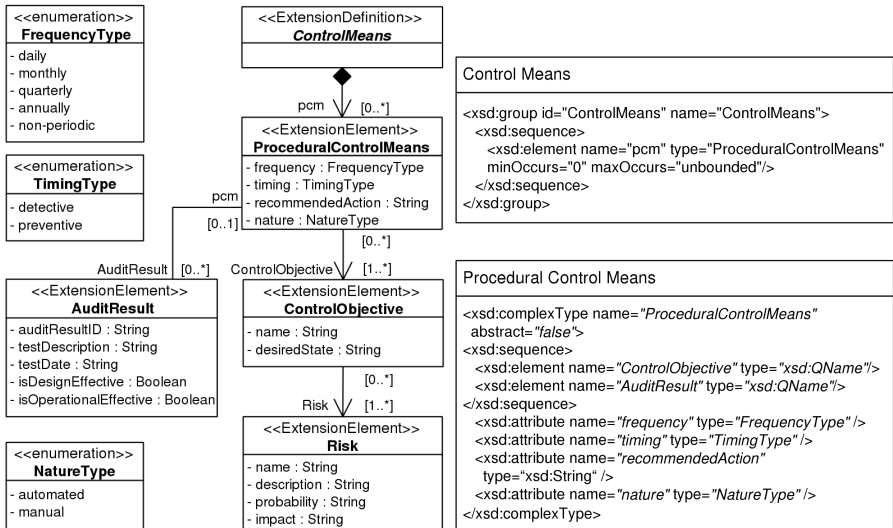 <<enumeration>>
FrequencyType
- daily
- monthly
- quarterly
- annually
- non-periodic
<<enumeration>>
TimingType
- detective
- preventive
<<ExtensionDefinition>>
ControlMeans
pcm
[0..*]
<<ExtensionElement>>
ProceduralControlMeans
- frequency : FrequencyType
- timing : TimingType
- recommendedAction : String
- nature : NatureType
pcm
[0..1]
[0..*]
AuditResult
[0..*]
ControlObjective
[1..*]
<<ExtensionElement>>
AuditResult
- auditResultID : String
- testDescription : String
- testDate : String
- isDesignEffective : Boolean
- isOperationalEffective : Boolean
<<ExtensionElement>>
ControlObjective
- name : String
- desiredState : String
[0..*]
Risk
[1..*]
<<enumeration>>
NatureType
- automated
- manual
<<ExtensionElement>>
Risk
- name : String
- description : String
- probability : String
- impact : String
Control Means
<xsd:group id="ControlMeans" name="ControlMeans">
<xsd:sequence>
<xsd:element name="pcm" type="ProceduralControlMeans"
minOccurs="0" maxOccurs="unbounded"/>
</xsd:sequence>
</xsd:group>
Procedural Control Means
<xsd:complexType name="ProceduralControlMeans"
abstract="false">
<xsd:sequence>
<xsd:element name="ControlObjective" type="xsd:QName"/>
<xsd:element name="AuditResult" type="xsd:QName"/>
</xsd:sequence>
<xsd:attribute name="frequency" type="FrequencyType" />
<xsd:attribute name="timing" type="TimingType" />
<xsd:attribute name="recommendedAction"
type="xsd:String“ />
<xsd:attribute name="nature" type="NatureType" />
</xsd:complexType>